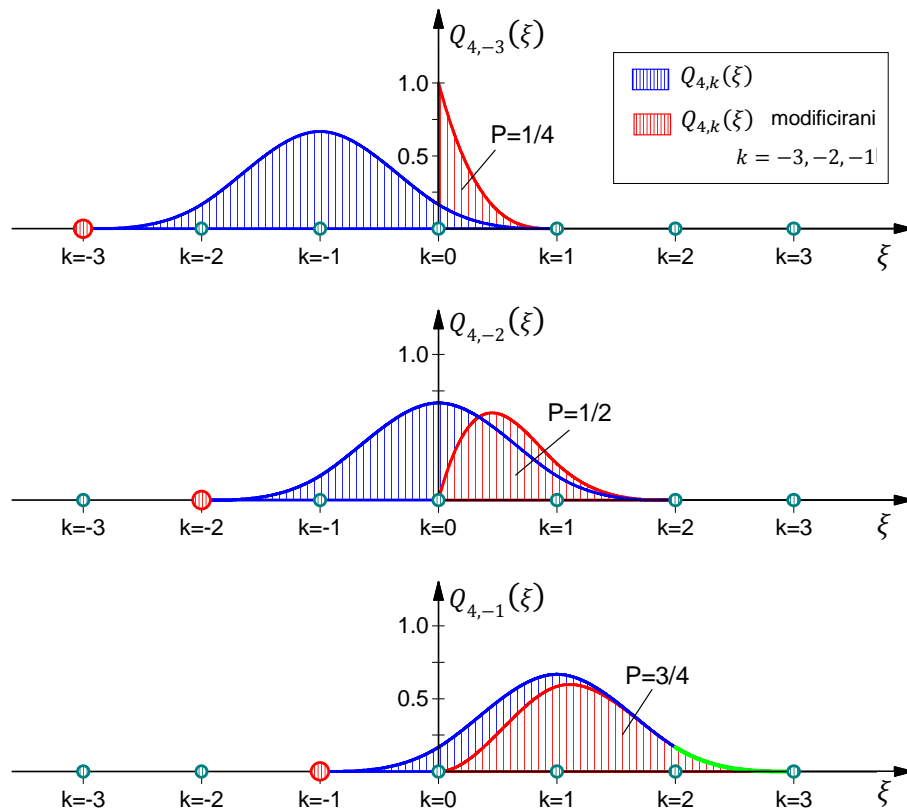 Q4,−3(ξ)
Q4,k(ξ)
Q4,k(ξ) modificirani
k = −3, −2, −1
1.0
0.5
P=1/4
k=-3 k=-2 k=-1 k=0 k=1 k=2 k=3 ξ
Q4,−2(ξ)
1.0
P=1/2
k=-3 k=-2 k=-1 k=0 k=1 k=2 k=3 ξ
Q4,−1(ξ)
1.0
0.5
P=3/4
k=-3 k=-2 k=-1 k=0 k=1 k=2 k=3 ξ